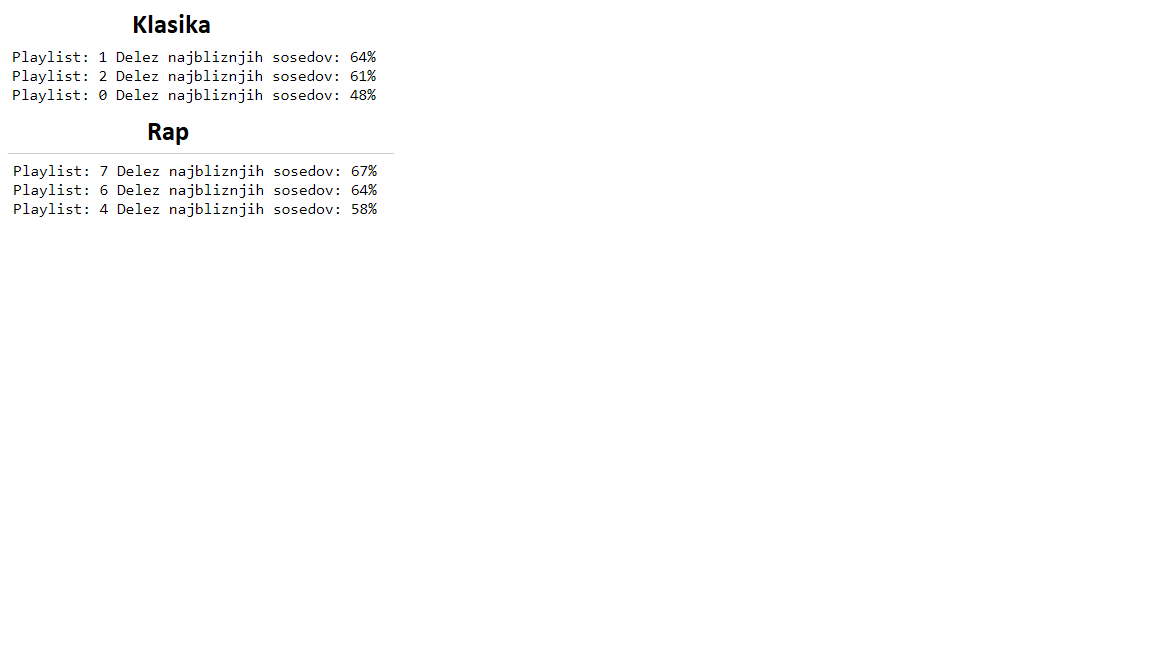 Klasika
Playlist: 1 Delez najbliznjih sosedov: 64%
Playlist: 2 Delez najbliznjih sosedov: 61%
Playlist: 0 Delez najbliznjih sosedov: 48%
Rap
Playlist: 7 Delez najbliznjih sosedov: 67%
Playlist: 6 Delez najbliznjih sosedov: 64%
Playlist: 4 Delez najbliznjih sosedov: 58%